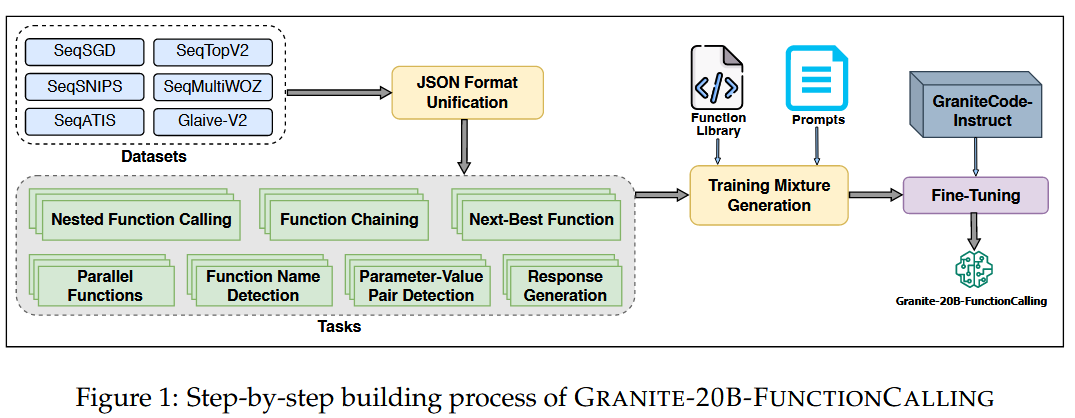 SeqSGD
SeqTopV2
SeqSNIPS
SeqMultiWOZ
SeqATIS
Glaive-V2
Datasets
JSON Format
Unification
Nested Function Calling
Function Chaining
Next-Best Function
Parallel
Functions
Function Name
Detection
Parameter-Value
Pair Detection
Response
Generation
Tasks
</>
Function
Library
Prompts
Training Mixture
Generation
GraniteCode-
Instruct
Fine-Tuning
Granite-20B-FunctionCalling
Figure 1: Step-by-step building process of GRANITE-20B-FUNCTIONCALLING